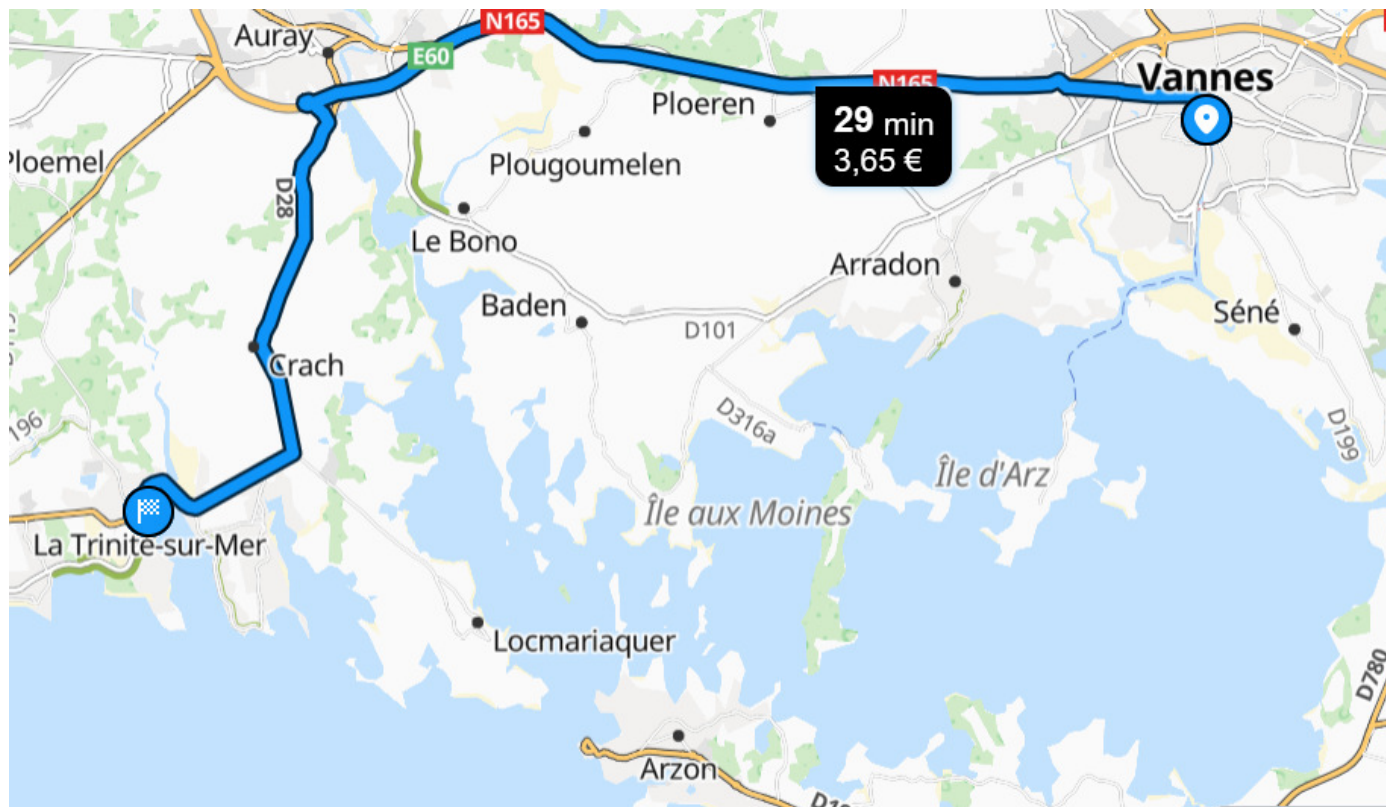 N165
Auray
E60
N165
Vannes
Ploeren
29 min
3,65 €
Ploemel
Plougoumelen
D28
Le Bono
Arradon
Baden
Séné
D101
Crach
D316a
D199
196
Île d'Arz
Île aux Moines
La Trinité-sur-Mer
Locmariaquer
D780
Arzon